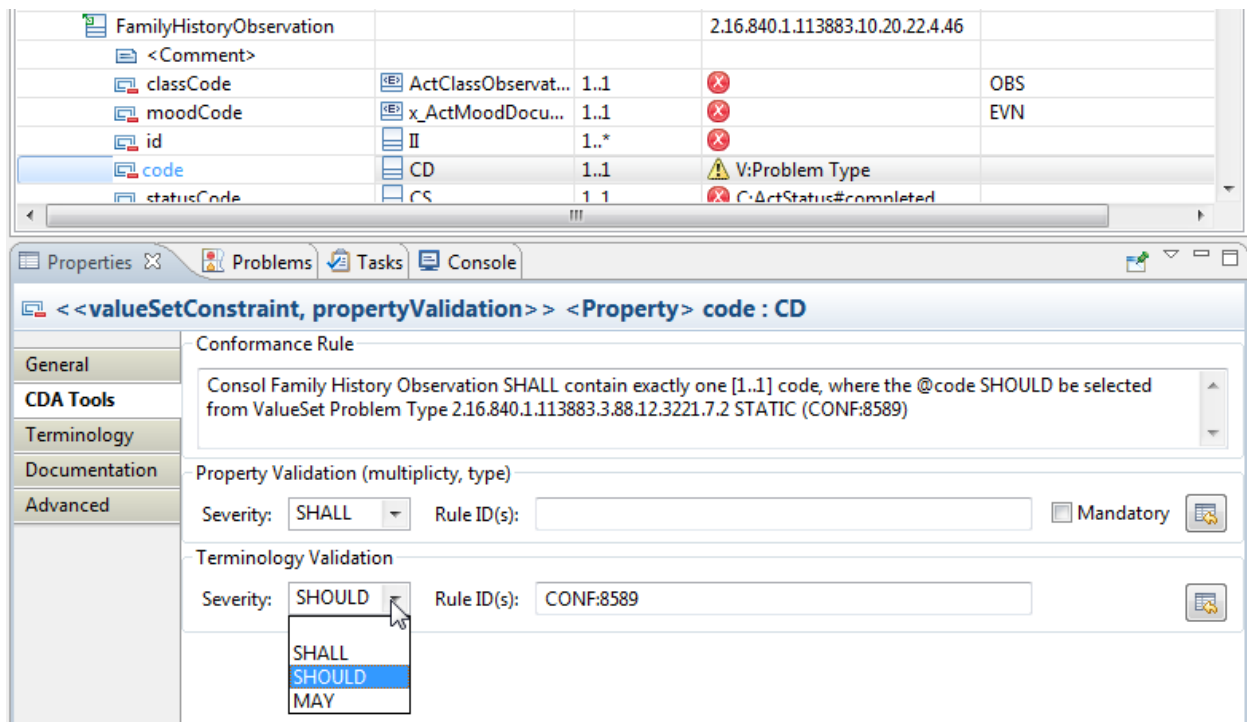 FamilyHistoryObservation 2.16.840.1.113883.10.20.22.4.46
<Comment>
classCode <E> ActClassObservat... 1..1 OBS
moodCode <E> x_ActMoodDocu... 1..1 EVN
id II 1..*
code CD 1..1 V:Problem Type
statusCode CS 1..1 C:ActStatus#completed
Properties Problems Tasks Console
<<valueSetConstraint, propertyValidation>> <Property> code : CD
General
CDA Tools
Terminology
Documentation
Advanced
Conformance Rule
Consol Family History Observation SHALL contain exactly one [1..1] code, where the @code SHOULD be selected
from ValueSet Problem Type 2.16.840.1.113883.3.88.12.3221.7.2 STATIC (CONF:8589)
Property Validation (multiplicty, type)
Severity: SHALL Rule ID(s): Mandatory
Terminology Validation
Severity: SHOULD Rule ID(s): CONF:8589
SHALL
SHOULD
MAY